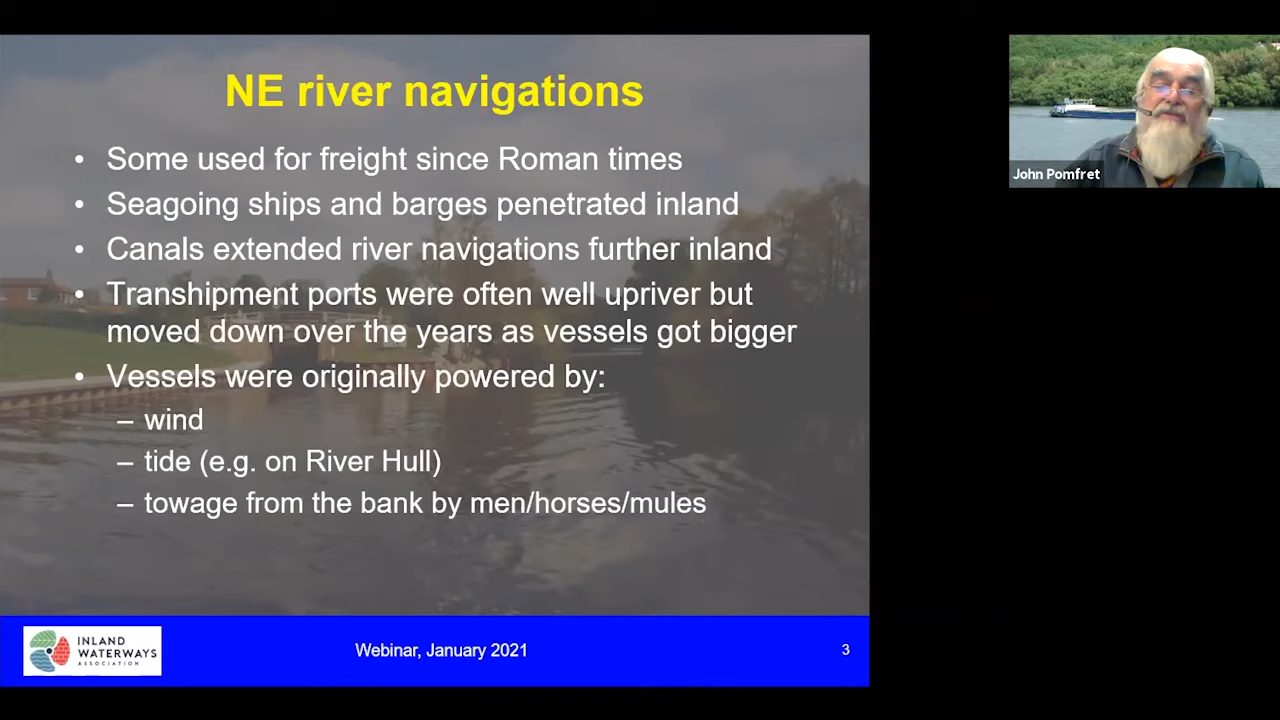 NE river navigations
• Some used for freight since Roman times
• Seagoing ships and barges penetrated inland
• Canals extended river navigations further inland
• Transhipment ports were often well upriver but
moved down over the years as vessels got bigger
• Vessels were originally powered by:
– wind
– tide (e.g. on River Hull)
– towage from the bank by men/horses/mules
INLAND
WATERWAYS
ASSOCIATION
Webinar, January 2021
3
John Pomfret